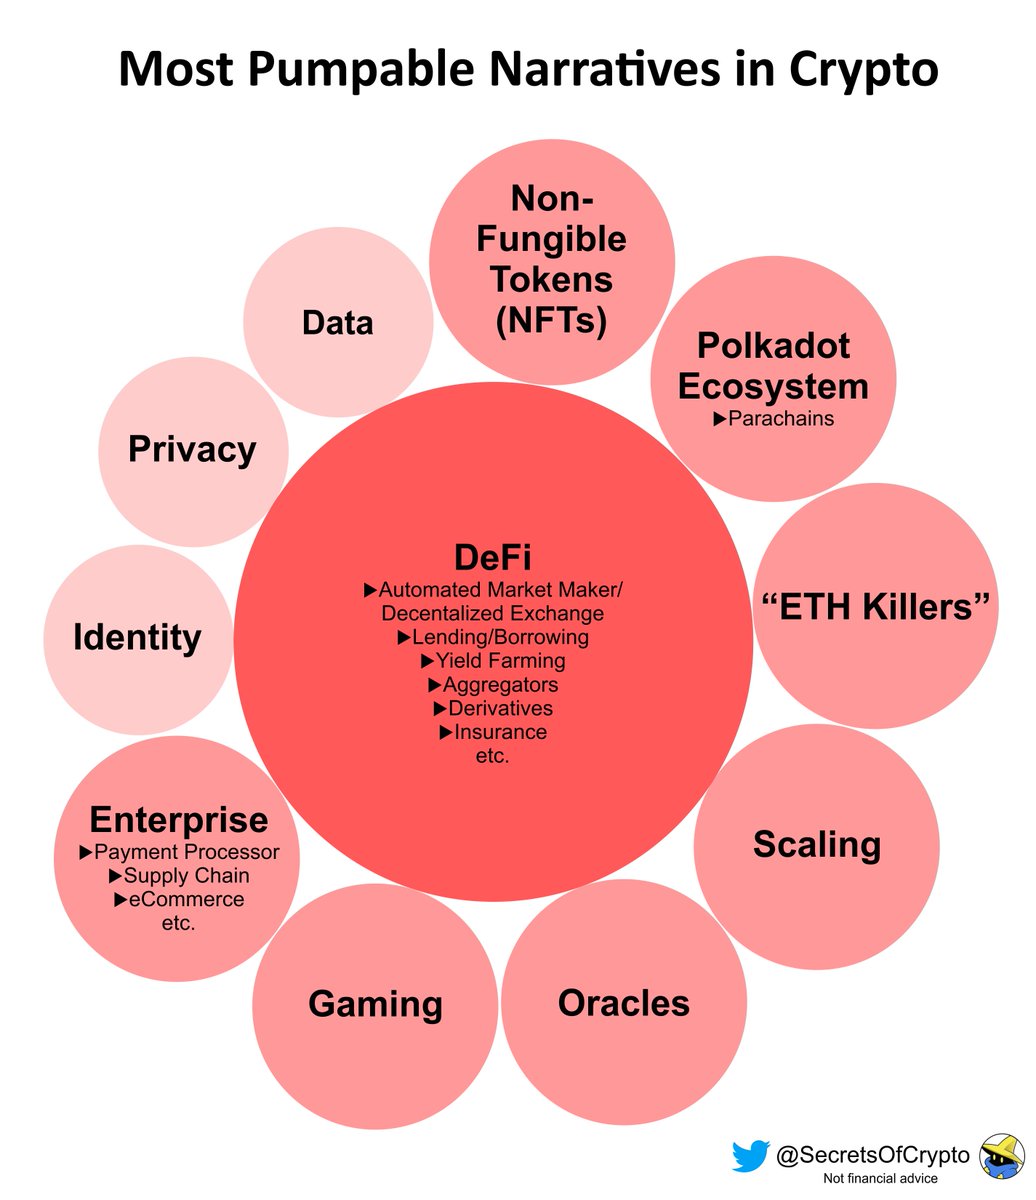 Most Pumpable Narratives in Crypto
Non-
Fungible
Tokens
(NFTs)
Data
Polkadot
Ecosystem
▶Parachains
Privacy
DeFi
▶Automated Market Maker/
Decentalized Exchange
▶Lending/Borrowing
▶Yield Farming
▶Aggregators
▶Derivatives
▶Insurance
etc.
“ETH Killers”
Identity
Enterprise
▶Payment Processor
▶Supply Chain
▶eCommerce
etc.
Scaling
Gaming
Oracles
@SecretsOfCrypto
Not financial advice